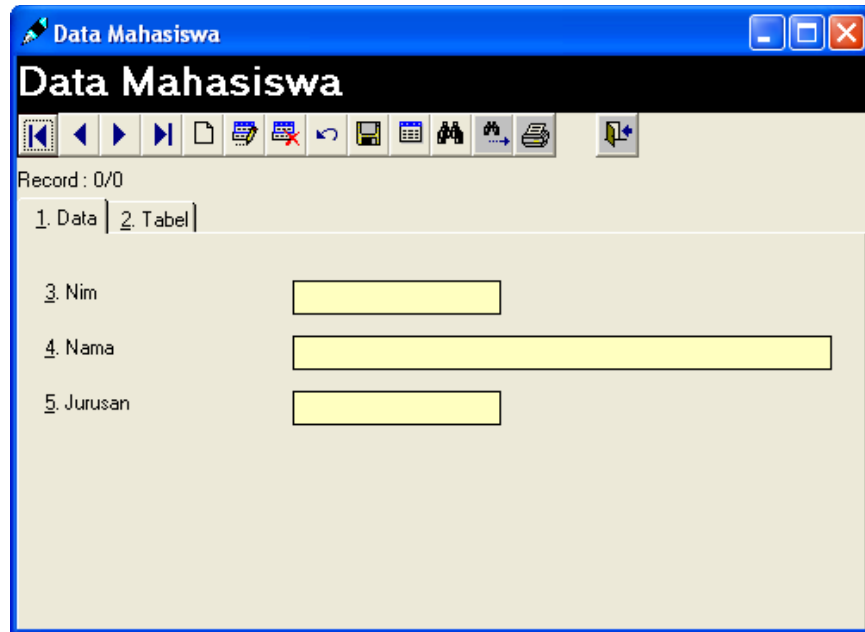 Data Mahasiswa
Data Mahasiswa
Record : 0/0
1. Data 2. Tabel
3. Nim
4. Nama
5. Jurusan